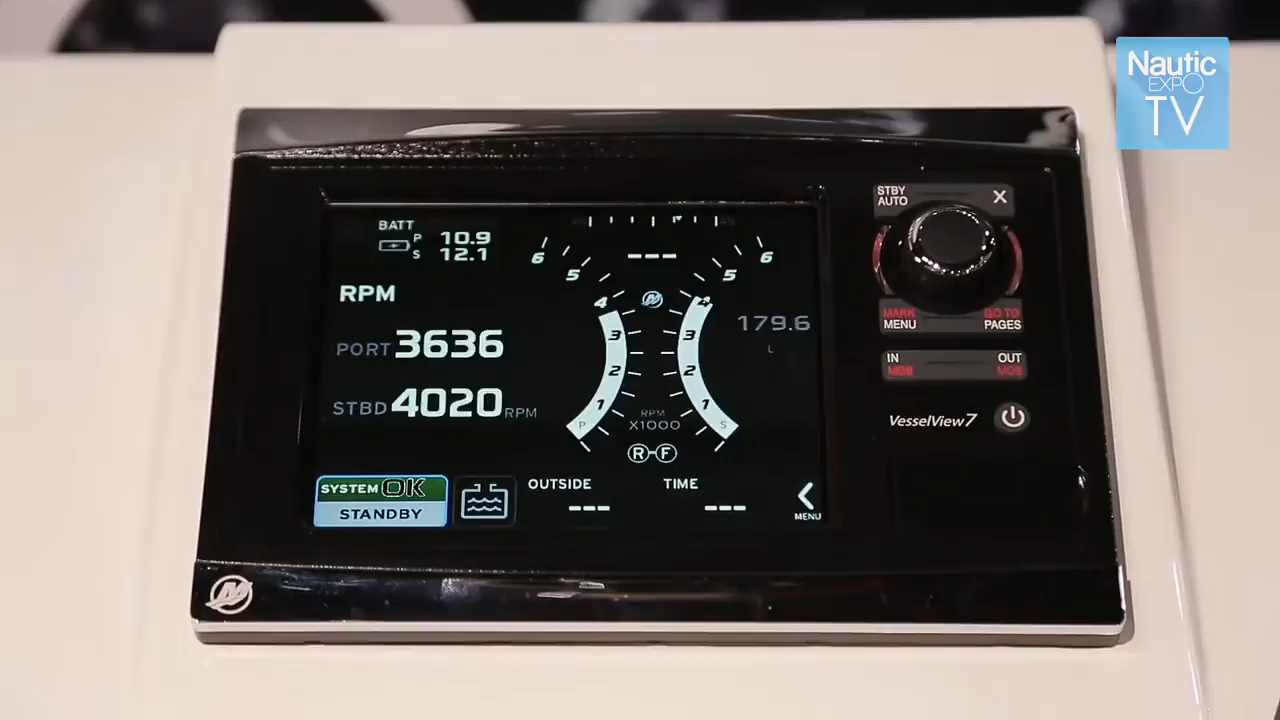 Nautic
EXPO
TV
BATT
P 10.9
S 12.1
RPM
PORT 3636
STBD 4020 RPM
6 5 4 3 2 1 P
---
6 5 4 3 2 1 S
RPM
X1000
R-F
179.6
L
SYSTEM OK
STANDBY
OUTSIDE
---
TIME
---
MENU
STBY
AUTO
X
MARK
MENU
GO TO
PAGES
IN
MOB
OUT
MOB
VesselView 7